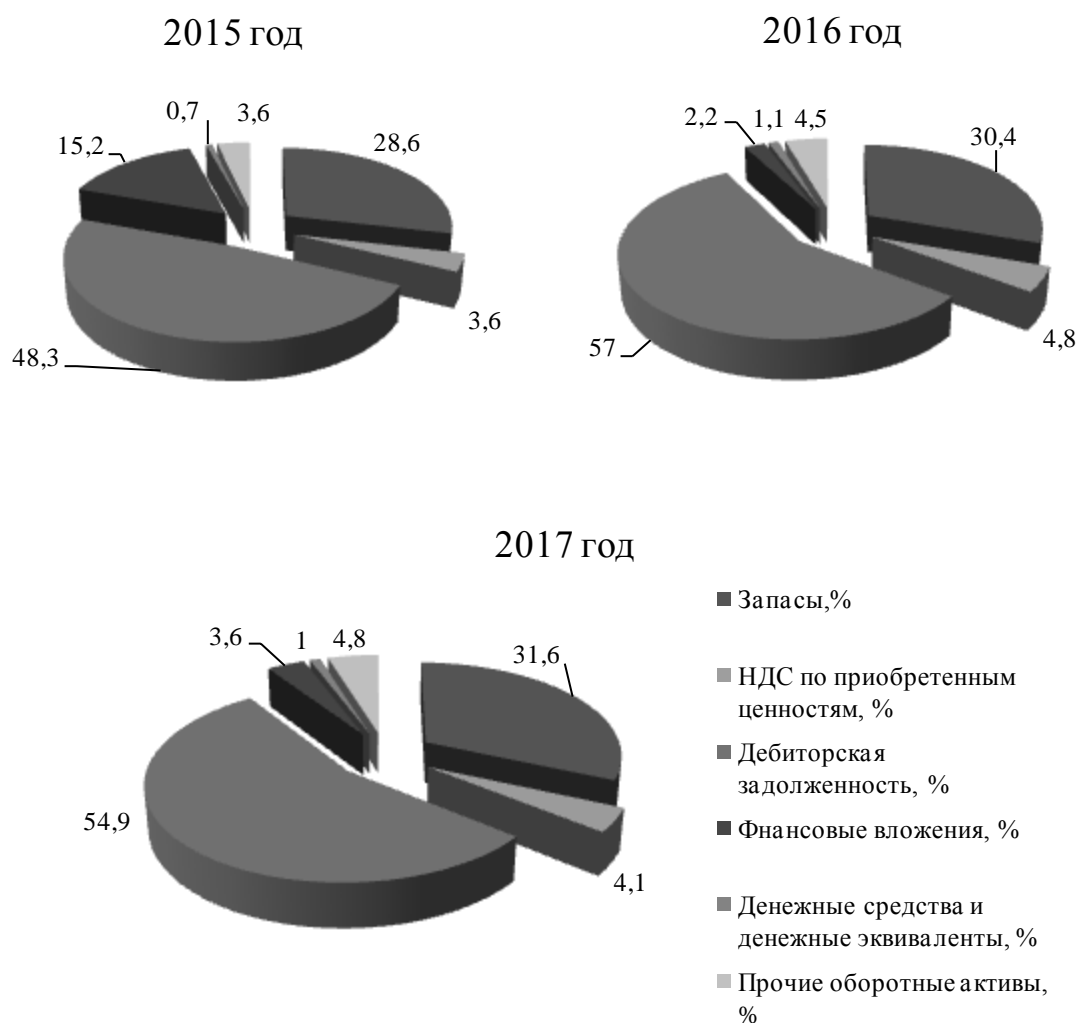 2015 год
0,7
3,6
15,2
28,6
3,6
48,3
2016 год
2,2
1,1
4,5
30,4
57
4,8
2017 год
3,6
1
4,8
31,6
54,9
4,1
Запасы,%
НДС по приобретенным
ценностям, %
Дебиторская
задолженность, %
Фнансовые вложения, %
Денежные средства и
денежные эквиваленты, %
Прочие оборотные активы,
%